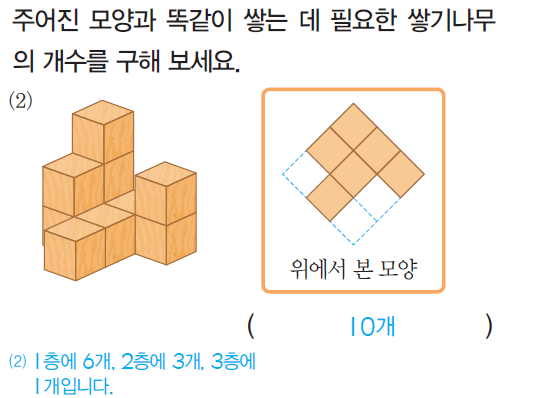 주어진 모양과 똑같이 쌓는 데 필요한 쌓기나무
의 개수를 구해 보세요.
(2)
위에서 본 모양
( 10개 )
(2) 1층에 6개, 2층에 3개, 3층에
1개입니다.